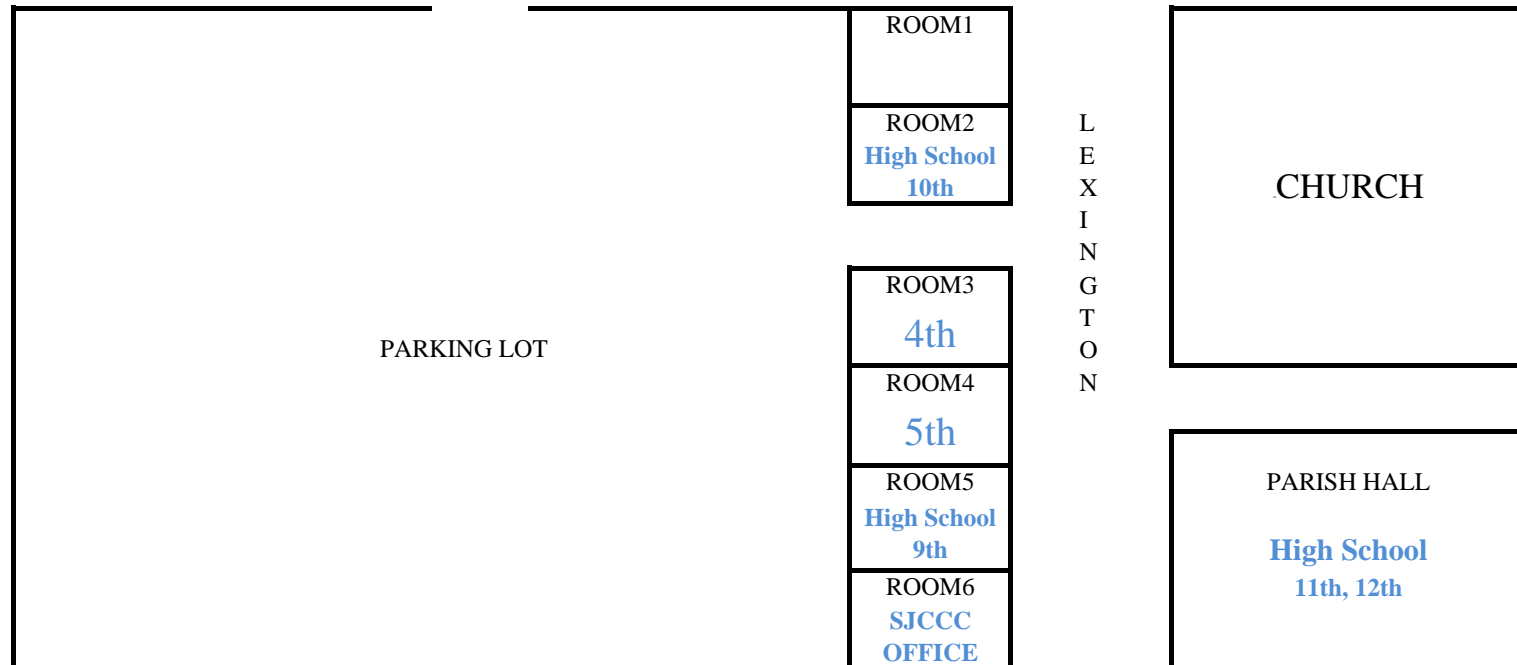 ROOM1
ROOM2
High School
10th
ROOM3
4th
ROOM4
5th
ROOM5
High School
9th
ROOM6
SJCCC
OFFICE
PARKING LOT
L
E
X
I
N
G
T
O
N
CHURCH
PARISH HALL
High School
11th, 12th